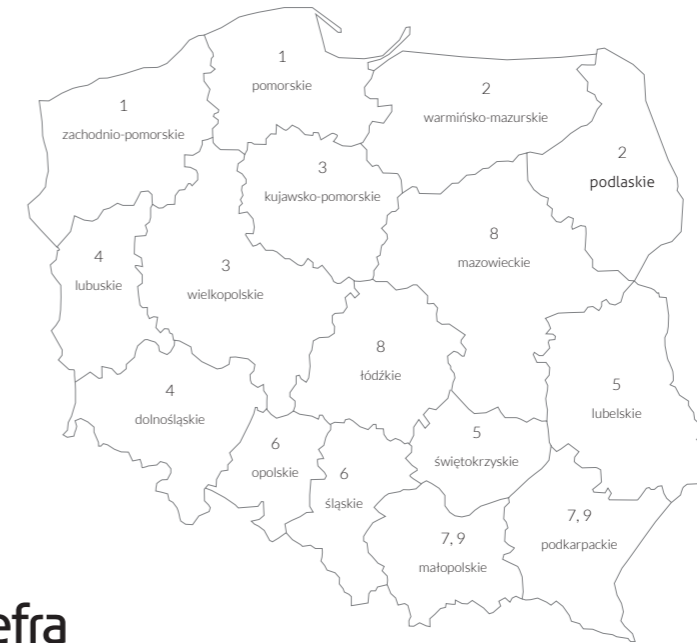 1
pomorskie
1
zachodnio-pomorskie
2
warmińsko-mazurskie
2
podlaskie
3
kujawsko-pomorskie
4
lubuskie
3
wielkopolskie
8
mazowieckie
8
łódźkie
4
dolnośląskie
5
lubelskie
5
świętokrzyskie
6
opolskie
6
śląskie
7, 9
małopolskie
7, 9
podkarpackie
efra